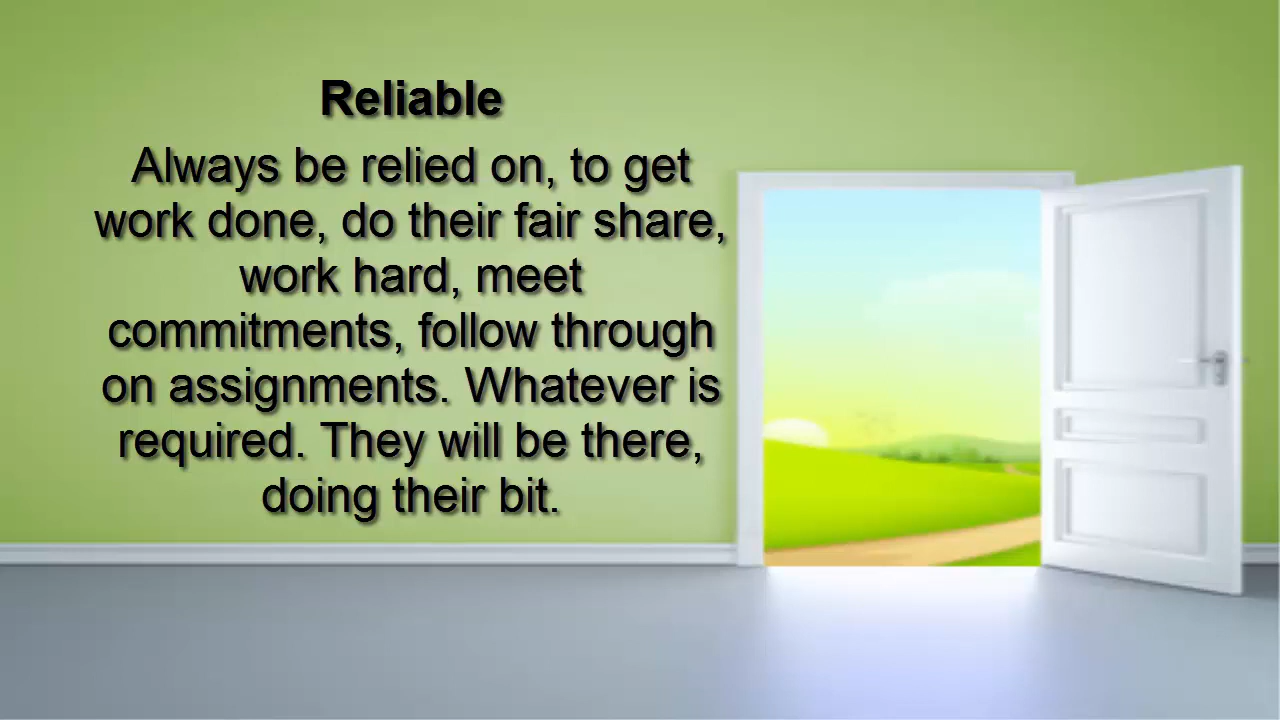 Reliable
Always be relied on, to get
work done, do their fair share,
work hard, meet
commitments, follow through
on assignments. Whatever is
required. They will be there,
doing their bit.